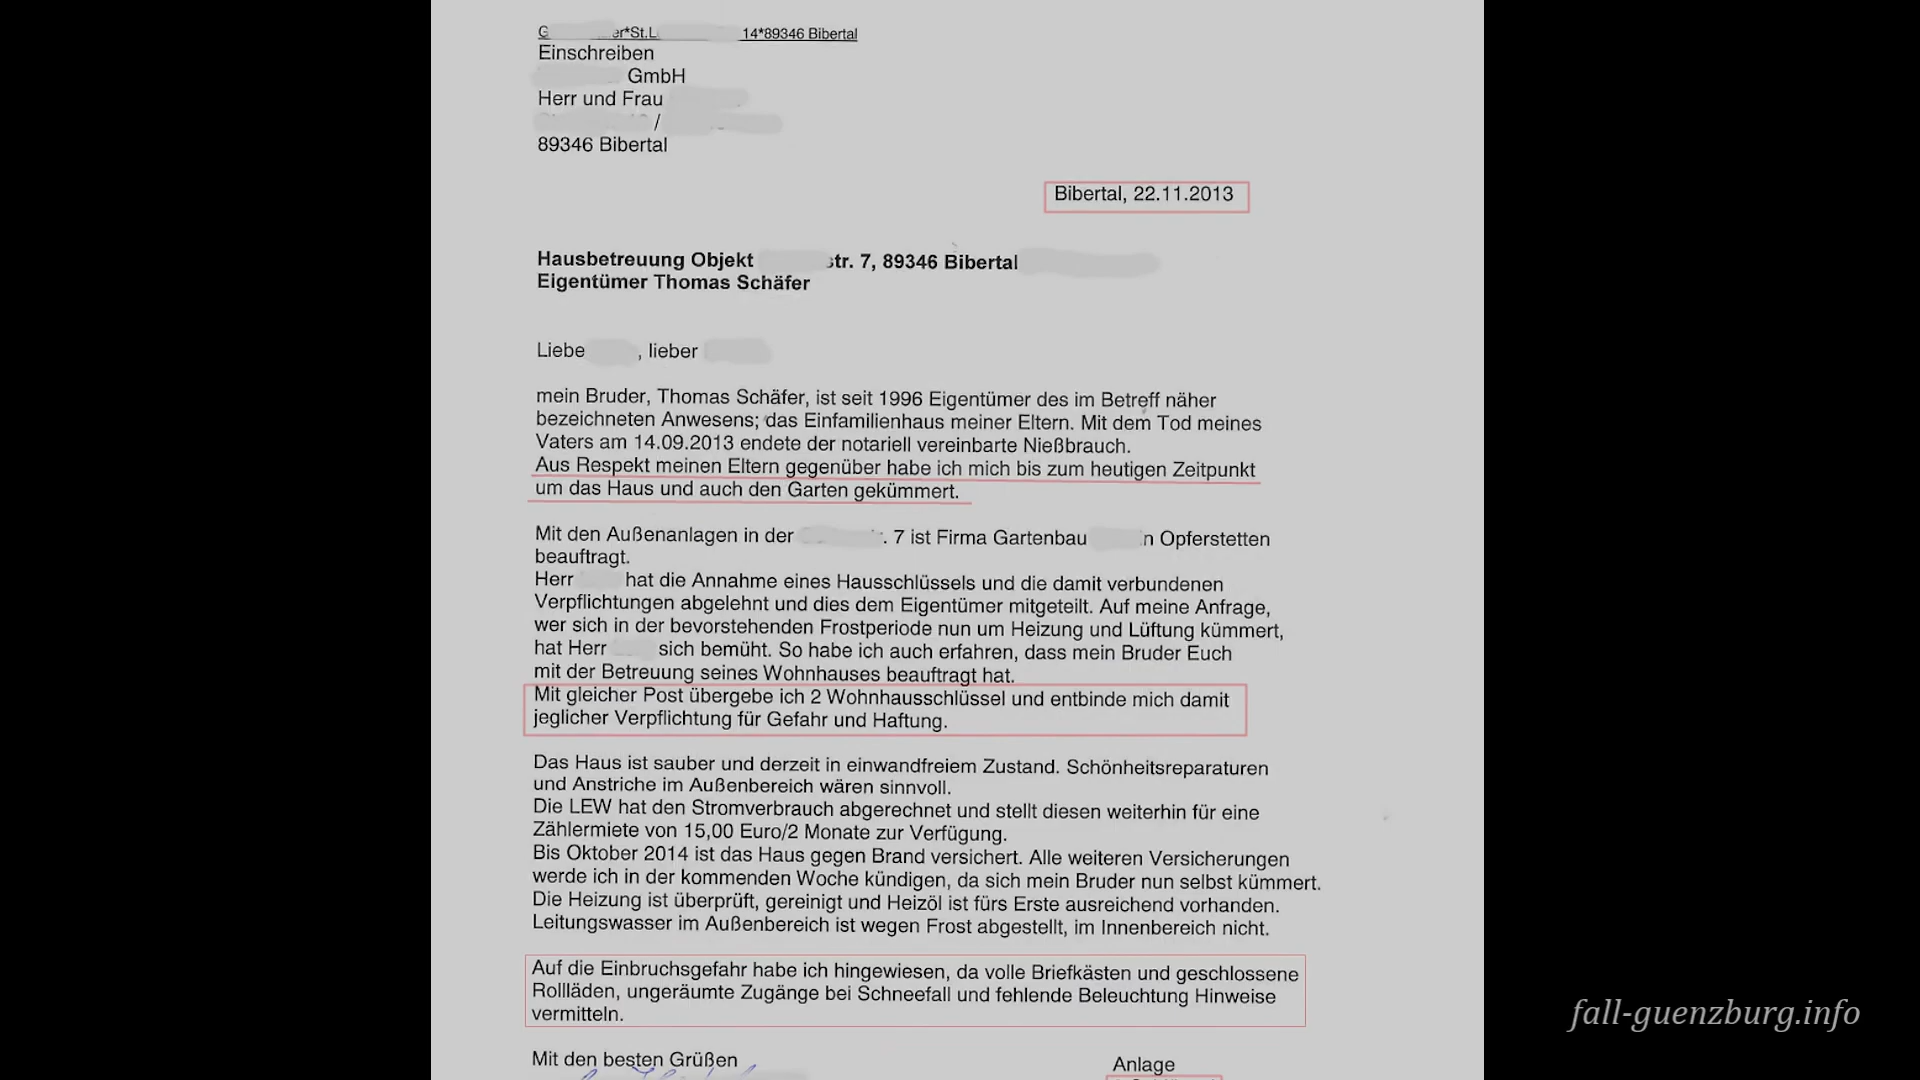 14*89346 Bibertal
Einschreiben
GmbH
Herr und Frau
/
89346 Bibertal
Bibertal, 22.11.2013
Hausbetreuung Objekt str. 7, 89346 Bibertal
Eigentümer Thomas Schäfer
Liebe , lieber
mein Bruder, Thomas Schäfer, ist seit 1996 Eigentümer des im Betreff näher
bezeichneten Anwesens; das Einfamilienhaus meiner Eltern. Mit dem Tod meines
Vaters am 14.09.2013 endete der notariell vereinbarte Nießbrauch.
Aus Respekt meinen Eltern gegenüber habe ich mich bis zum heutigen Zeitpunkt
um das Haus und auch den Garten gekümmert.
Mit den Außenanlagen in der . 7 ist Firma Gartenbau in Opferstetten
beauftragt.
Herr hat die Annahme eines Hausschlüssels und die damit verbundenen
Verpflichtungen abgelehnt und dies dem Eigentümer mitgeteilt. Auf meine Anfrage,
wer sich in der bevorstehenden Frostperiode nun um Heizung und Lüftung kümmert,
hat Herr sich bemüht. So habe ich auch erfahren, dass mein Bruder Euch
mit der Betreuung seines Wohnhauses beauftragt hat.
Mit gleicher Post übergebe ich 2 Wohnhausschlüssel und entbinde mich damit
jeglicher Verpflichtung für Gefahr und Haftung.
Das Haus ist sauber und derzeit in einwandfreiem Zustand. Schönheitsreparaturen
und Anstriche im Außenbereich wären sinnvoll.
Die LEW hat den Stromverbrauch abgerechnet und stellt diesen weiterhin für eine
Zählermiete von 15,00 Euro/2 Monate zur Verfügung.
Bis Oktober 2014 ist das Haus gegen Brand versichert. Alle weiteren Versicherungen
werde ich in der kommenden Woche kündigen, da sich mein Bruder nun selbst kümmert.
Die Heizung ist überprüft, gereinigt und Heizöl ist fürs Erste ausreichend vorhanden.
Leitungswasser im Außenbereich ist wegen Frost abgestellt, im Innenbereich nicht.
Auf die Einbruchsgefahr habe ich hingewiesen, da volle Briefkästen und geschlossene
Rollläden, ungeräumte Zugänge bei Schneefall und fehlende Beleuchtung Hinweise
vermitteln.
Mit den besten Grüßen
Anlage
fall-guenzburg.info